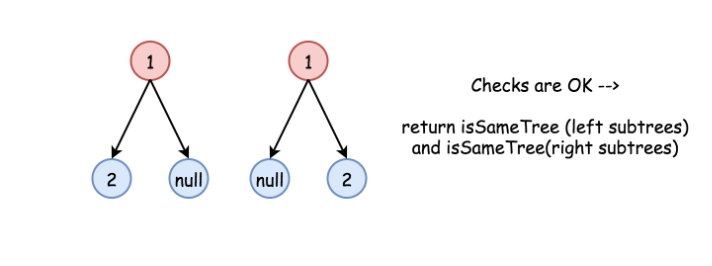 1
1
Checks are OK -->
return isSameTree (left subtrees)
and isSameTree(right subtrees)
2
null
null
2